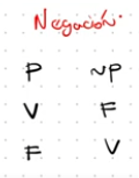 Negación.
P ~P
V F
F V